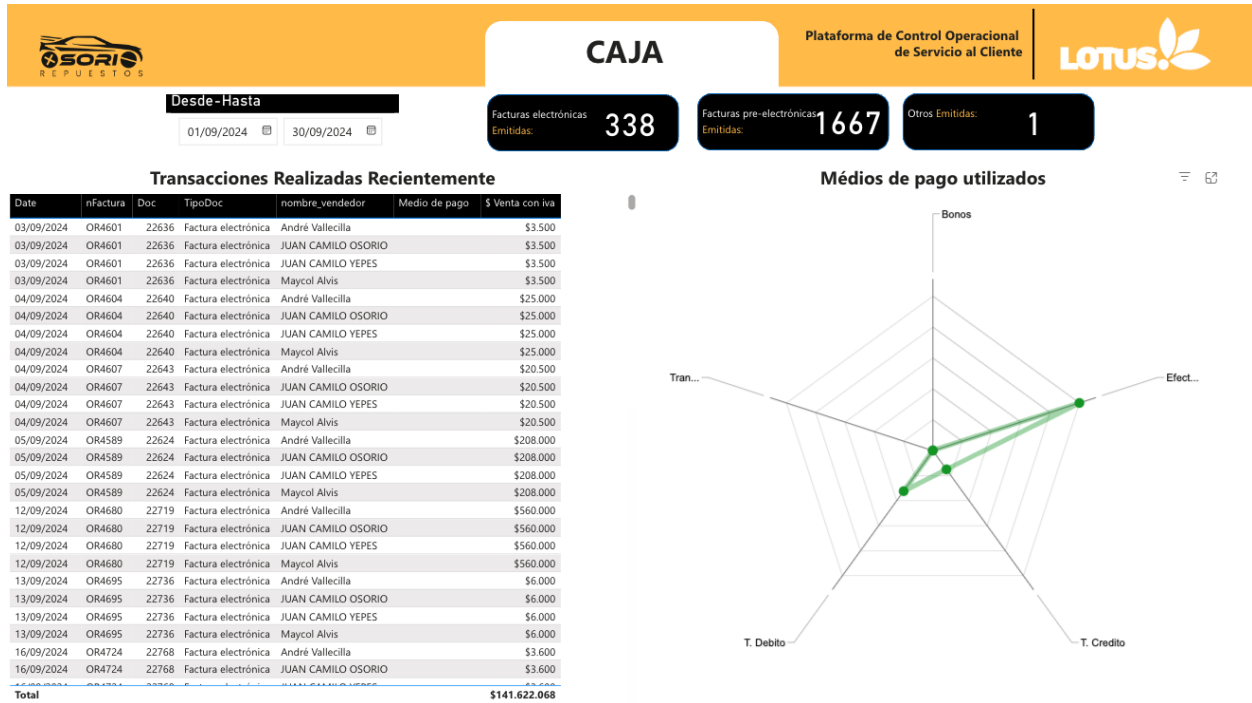 OSORIO
REPUESTOS
CAJA
Plataforma de Control Operacional
de Servicio al Cliente
LOTUS.
Desde-Hasta
01/09/2024 30/09/2024
Facturas electrónicas
Emitidas:
338
Facturas pre-electrónicas
Emitidas:
1667
Otros Emitidas:
1
Transacciones Realizadas Recientemente
Date nFactura Doc TipoDoc nombre_vendedor Medio de pago $ Venta con iva
03/09/2024 OR4601 22636 Factura electrónica André Vallecilla $3.500
03/09/2024 OR4601 22636 Factura electrónica JUAN CAMILO OSORIO $3.500
03/09/2024 OR4601 22636 Factura electrónica JUAN CAMILO YEPES $3.500
03/09/2024 OR4601 22636 Factura electrónica Maycol Alvis $3.500
04/09/2024 OR4604 22640 Factura electrónica André Vallecilla $25.000
04/09/2024 OR4604 22640 Factura electrónica JUAN CAMILO OSORIO $25.000
04/09/2024 OR4604 22640 Factura electrónica JUAN CAMILO YEPES $25.000
04/09/2024 OR4604 22640 Factura electrónica Maycol Alvis $25.000
04/09/2024 OR4607 22643 Factura electrónica André Vallecilla $20.500
04/09/2024 OR4607 22643 Factura electrónica JUAN CAMILO OSORIO $20.500
04/09/2024 OR4607 22643 Factura electrónica JUAN CAMILO YEPES $20.500
04/09/2024 OR4607 22643 Factura electrónica Maycol Alvis $20.500
05/09/2024 OR4589 22624 Factura electrónica André Vallecilla $208.000
05/09/2024 OR4589 22624 Factura electrónica JUAN CAMILO OSORIO $208.000
05/09/2024 OR4589 22624 Factura electrónica JUAN CAMILO YEPES $208.000
05/09/2024 OR4589 22624 Factura electrónica Maycol Alvis $208.000
12/09/2024 OR4680 22719 Factura electrónica André Vallecilla $560.000
12/09/2024 OR4680 22719 Factura electrónica JUAN CAMILO OSORIO $560.000
12/09/2024 OR4680 22719 Factura electrónica JUAN CAMILO YEPES $560.000
12/09/2024 OR4680 22719 Factura electrónica Maycol Alvis $560.000
13/09/2024 OR4695 22736 Factura electrónica André Vallecilla $6.000
13/09/2024 OR4695 22736 Factura electrónica JUAN CAMILO OSORIO $6.000
13/09/2024 OR4695 22736 Factura electrónica JUAN CAMILO YEPES $6.000
13/09/2024 OR4695 22736 Factura electrónica Maycol Alvis $6.000
16/09/2024 OR4724 22768 Factura electrónica André Vallecilla $3.600
16/09/2024 OR4724 22768 Factura electrónica JUAN CAMILO OSORIO $3.600
Total $141.622.068
Médios de pago utilizados
Bonos
Efect...
T. Credito
T. Debito
Tran...